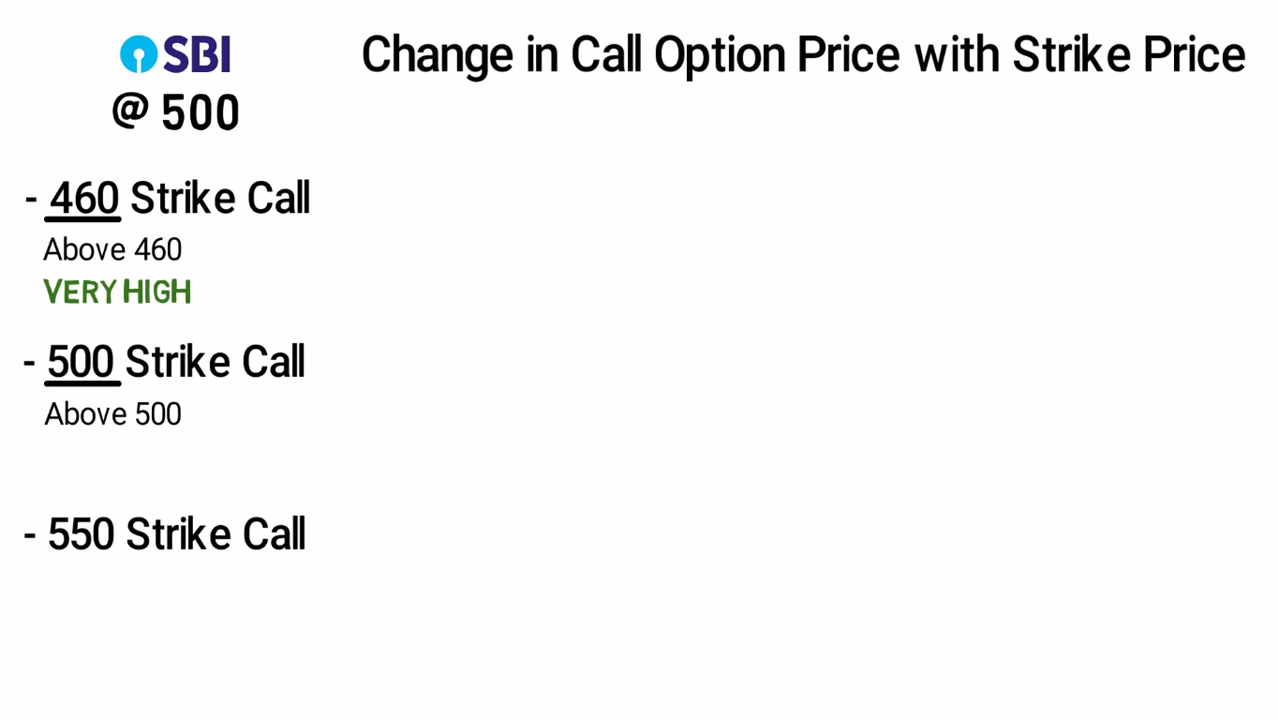 SBI
@ 500
Change in Call Option Price with Strike Price
- 460 Strike Call
Above 460
VERY HIGH
- 500 Strike Call
Above 500
- 550 Strike Call